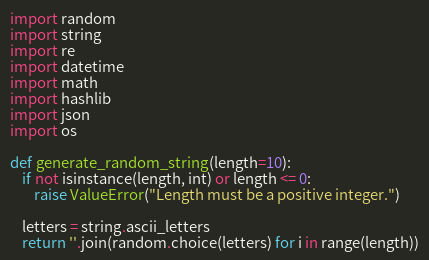 import random
import string
import re
import datetime
import math
import hashlib
import json
import os

def generate_random_string(length=10):
    if not isinstance(length, int) or length <= 0:
        raise ValueError("Length must be a positive integer.")

    letters = string.ascii_letters
    return ''.join(random.choice(letters) for i in range(length))